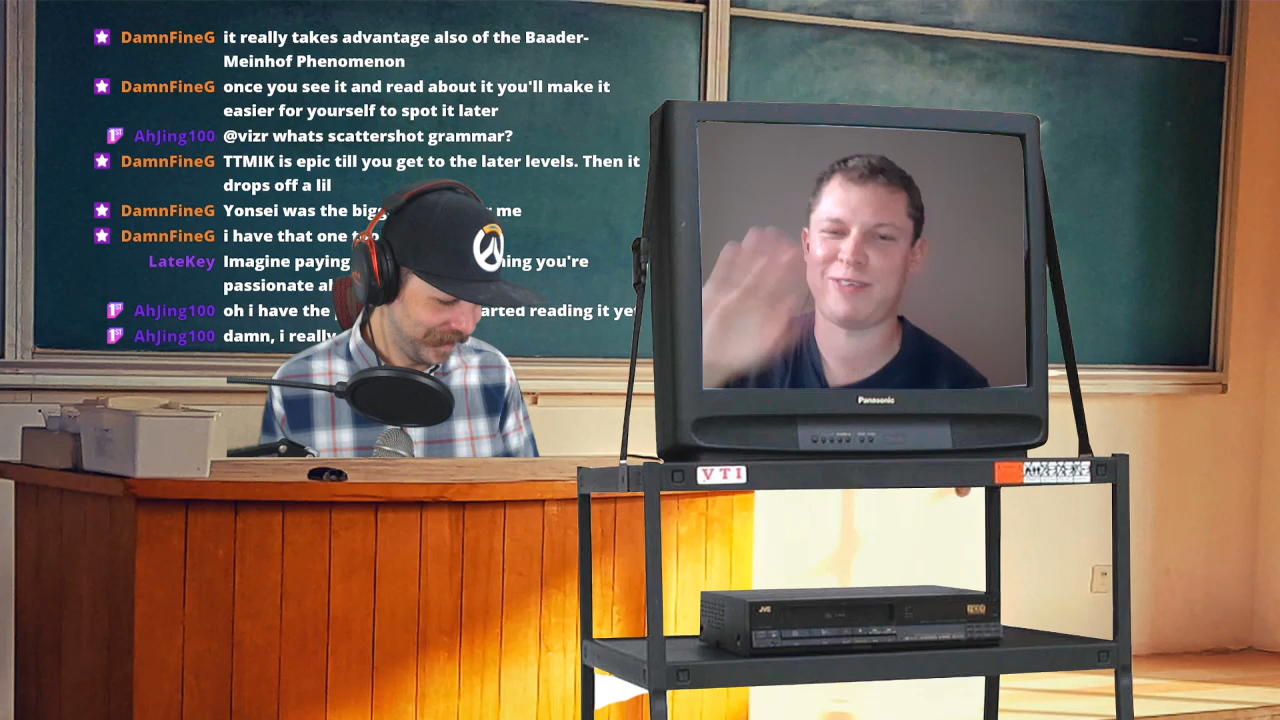 DamnFineG it really takes advantage also of the Baader-
Meinhof Phenomenon
DamnFineG once you see it and read about it you'll make it
easier for yourself to spot it later
1ST AhJing100 @vizr whats scattershot grammar?
DamnFineG TTMIK is epic till you get to the later levels. Then it
drops off a lil
DamnFineG Yonsei was the me
DamnFineG i have that one
LateKey Imagine paying you're
passionate
1ST AhJing100 oh i have the reading it
1ST AhJing100 damn, i really
Panasonic
VTI
JVC